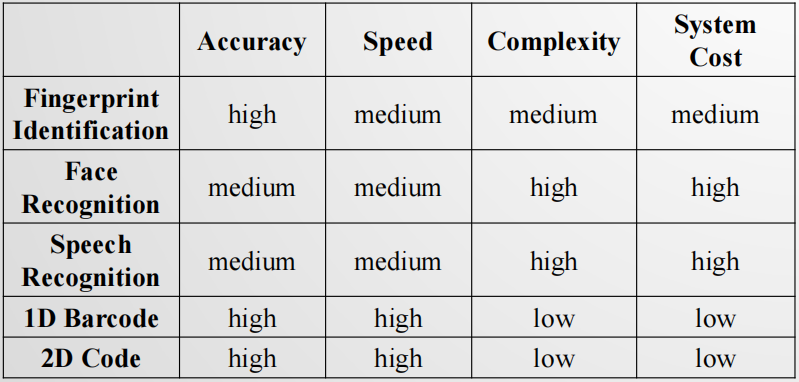 Accuracy Speed Complexity System Cost
Fingerprint Identification high medium medium medium
Face Recognition medium medium high high
Speech Recognition medium medium high high
1D Barcode high high low low
2D Code high high low low